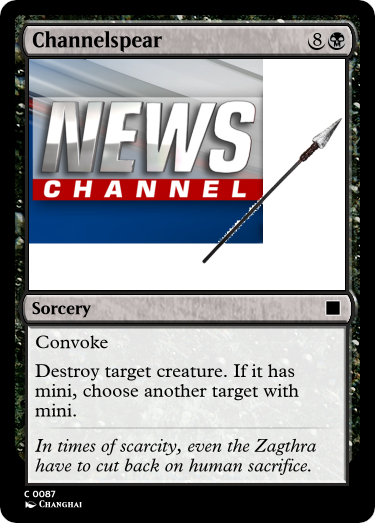 Channelspear 8
NEWS
CHANNEL
Sorcery
Convoke
Destroy target creature. If it has
mini, choose another target with
mini.
In times of scarcity, even the Zagthra
have to cut back on human sacrifice.
C 0087
CHANGHAI